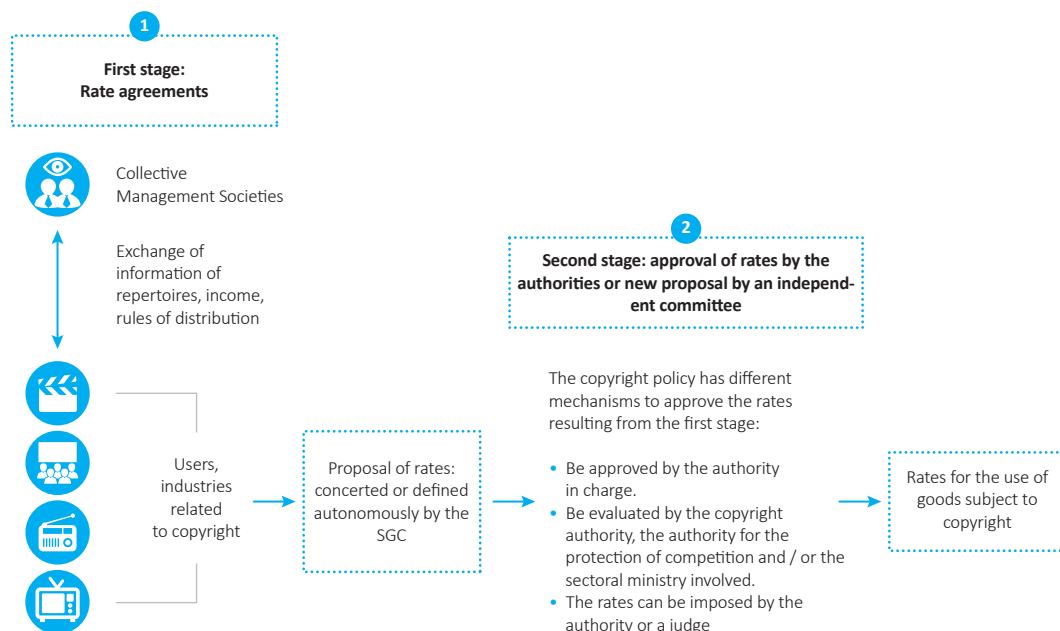 1
First stage:
Rate agreements
Collective
Management Societies
Exchange of
information of
repertoires, income,
rules of distribution
Users,
industries
related
to copyright
Proposal of rates:
concerted or defined
autonomously by the
SGC
2
Second stage: approval of rates by the
authorities or new proposal by an independ-
ent committee
The copyright policy has different
mechanisms to approve the rates
resulting from the first stage:
• Be approved by the authority
in charge.
• Be evaluated by the copyright
authority, the authority for the
protection of competition and / or the
sectoral ministry involved.
• The rates can be imposed by the
authority or a judge
Rates for the use of
goods subject to
copyright